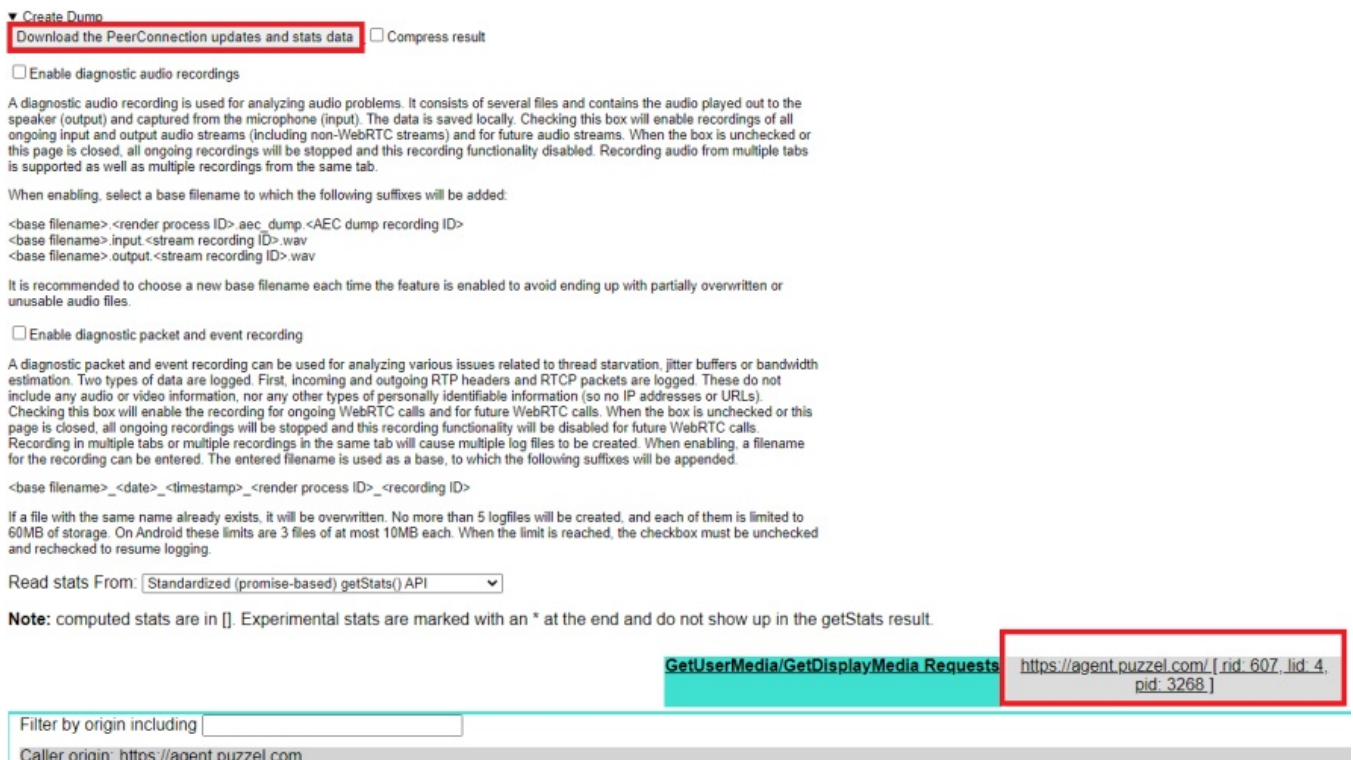 ▼ Create Dump
Download the PeerConnection updates and stats data Compress result
Enable diagnostic audio recordings
A diagnostic audio recording is used for analyzing audio problems. It consists of several files and contains the audio played out to the
speaker (output) and captured from the microphone (input). The data is saved locally. Checking this box will enable recordings of all
ongoing input and output audio streams (including non-WebRTC streams) and for future audio streams. When the box is unchecked or
this page is closed, all ongoing recordings will be stopped and this recording functionality disabled. Recording audio from multiple tabs
is supported as well as multiple recordings from the same tab.
When enabling, select a base filename to which the following suffixes will be added:
<base filename>.<render process ID>.aec_dump.<AEC dump recording ID>
<base filename>.input.<stream recording ID>.wav
<base filename>.output.<stream recording ID>.wav
It is recommended to choose a new base filename each time the feature is enabled to avoid ending up with partially overwritten or
unusable audio files.
Enable diagnostic packet and event recording
A diagnostic packet and event recording can be used for analyzing various issues related to thread starvation, jitter buffers or bandwidth
estimation. Two types of data are logged. First, incoming and outgoing RTP headers and RTCP packets are logged. These do not
include any audio or video information, nor any other types of personally identifiable information (so no IP addresses or URLs).
Checking this box will enable the recording for ongoing WebRTC calls and for future WebRTC calls. When the box is unchecked or this
page is closed, all ongoing recordings will be stopped and this recording functionality will be disabled for future WebRTC calls.
Recording in multiple tabs or multiple recordings in the same tab will cause multiple log files to be created. When enabling, a filename
for the recording can be entered. The entered filename is used as a base, to which the following suffixes will be appended.
<base filename>_<date>_<timestamp>_<render process ID>_<recording ID>
If a file with the same name already exists, it will be overwritten. No more than 5 logfiles will be created, and each of them is limited to
60MB of storage. On Android these limits are 3 files of at most 10MB each. When the limit is reached, the checkbox must be unchecked
and rechecked to resume logging.
Read stats From: Standardized (promise-based) getStats() API
Note: computed stats are in []. Experimental stats are marked with an * at the end and do not show up in the getStats result.
GetUserMedia/GetDisplayMedia Requests
https://agent.puzzel.com/ [ rid: 607, lid: 4,
pid: 3268 ]
Filter by origin including
Caller origin: https://agent.puzzel.com